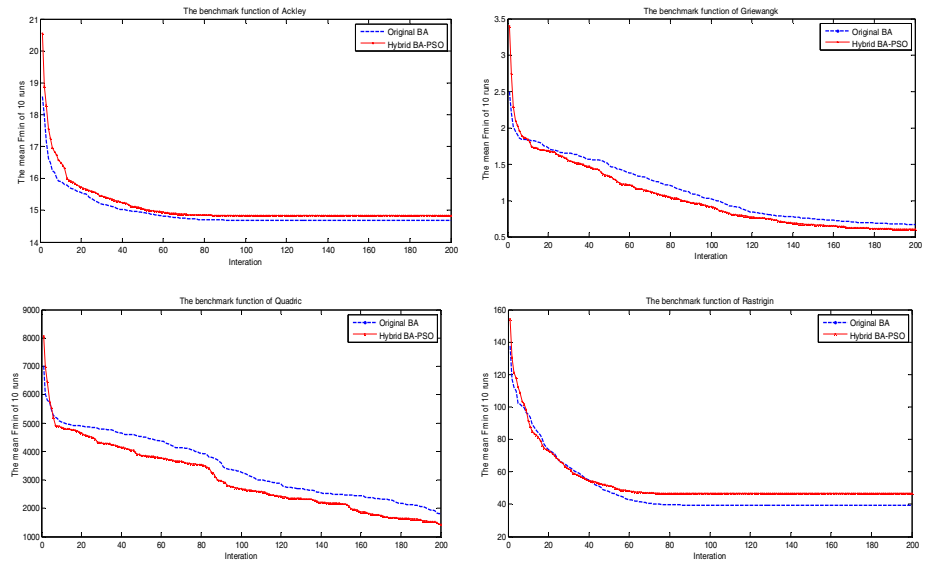 The benchmark function of Ackley
21
20
19
18
17
16
15
14
The mean Fmin of 10 runs
0 20 40 60 80 100 120 140 160 180 200
Interation
Original BA
Hybrid BA-PSO
The benchmark function of Griewangk
3.5
3
2.5
2
1.5
1
0.5
The mean Fmin of 10 runs
0 20 40 60 80 100 120 140 160 180 200
Interation
Original BA
Hybrid BA-PSO
The benchmark function of Quadric
9000
8000
7000
6000
5000
4000
3000
2000
1000
The mean Fmin of 10 runs
0 20 40 60 80 100 120 140 160 180 200
Interation
Original BA
Hybrid BA-PSO
The benchmark function of Rastrigin
160
140
120
100
80
60
40
20
The mean Fmin of 10 runs
0 20 40 60 80 100 120 140 160 180 200
Interation
Original BA
Hybrid BA-PSO